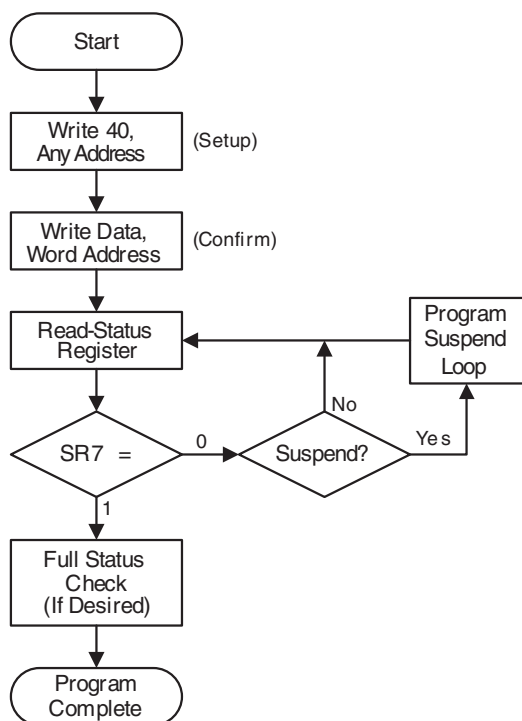 Start
Write 40,
Any Address
(Setup)
Write Data,
Word Address
(Confirm)
Read-Status
Register
Program
Suspend
Loop
No
SR7 =
0
Suspend?
Yes
1
Full Status
Check
(If Desired)
Program
Complete